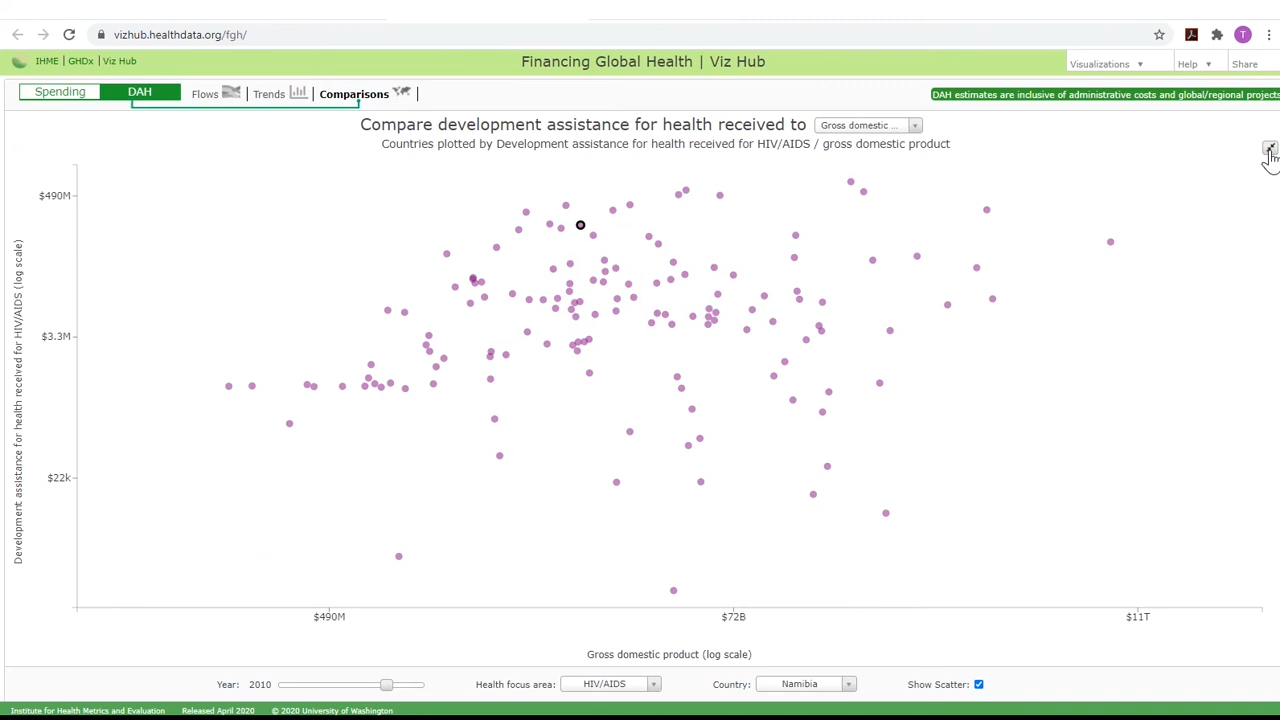 vizhub.healthdata.org/fgh/
T
IHME | GHDx | Viz Hub
Financing Global Health | Viz Hub
Visualizations ▼ Help ▼ Share
Spending DAH Flows | Trends | Comparisons |
DAH estimates are inclusive of administrative costs and global/regional projects
Compare development assistance for health received to Gross domestic ...
Countries plotted by Development assistance for health received for HIV/AIDS / gross domestic product
$490M
$3.3M
$22k
Development assistance for health received for HIV/AIDS (log scale)
$490M $72B $11T
Gross domestic product (log scale)
Year: 2010 Health focus area: HIV/AIDS Country: Namibia Show Scatter:
Institute for Health Metrics and Evaluation Released April 2020 © 2020 University of Washington